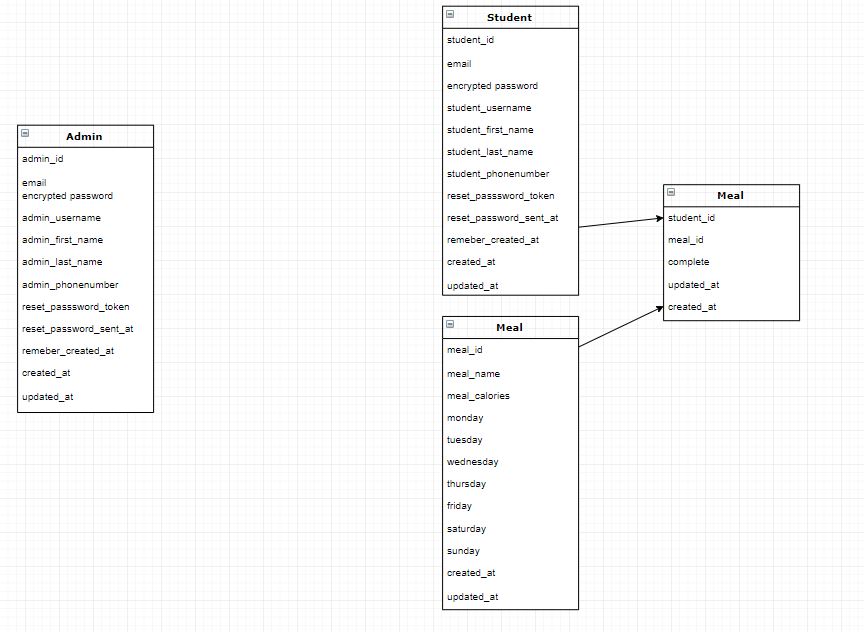 Admin
admin_id
email
encrypted password
admin_username
admin_first_name
admin_last_name
admin_phonenumber
reset_passsword_token
reset_password_sent_at
remeber_created_at
created_at
updated_at
Student
student_id
email
encrypted password
student_username
student_first_name
student_last_name
student_phonenumber
reset_passsword_token
reset_password_sent_at
remeber_created_at
created_at
updated_at
Meal
meal_id
meal_name
meal_calories
monday
tuesday
wednesday
thursday
friday
saturday
sunday
created_at
updated_at
Meal
student_id
meal_id
complete
updated_at
created_at